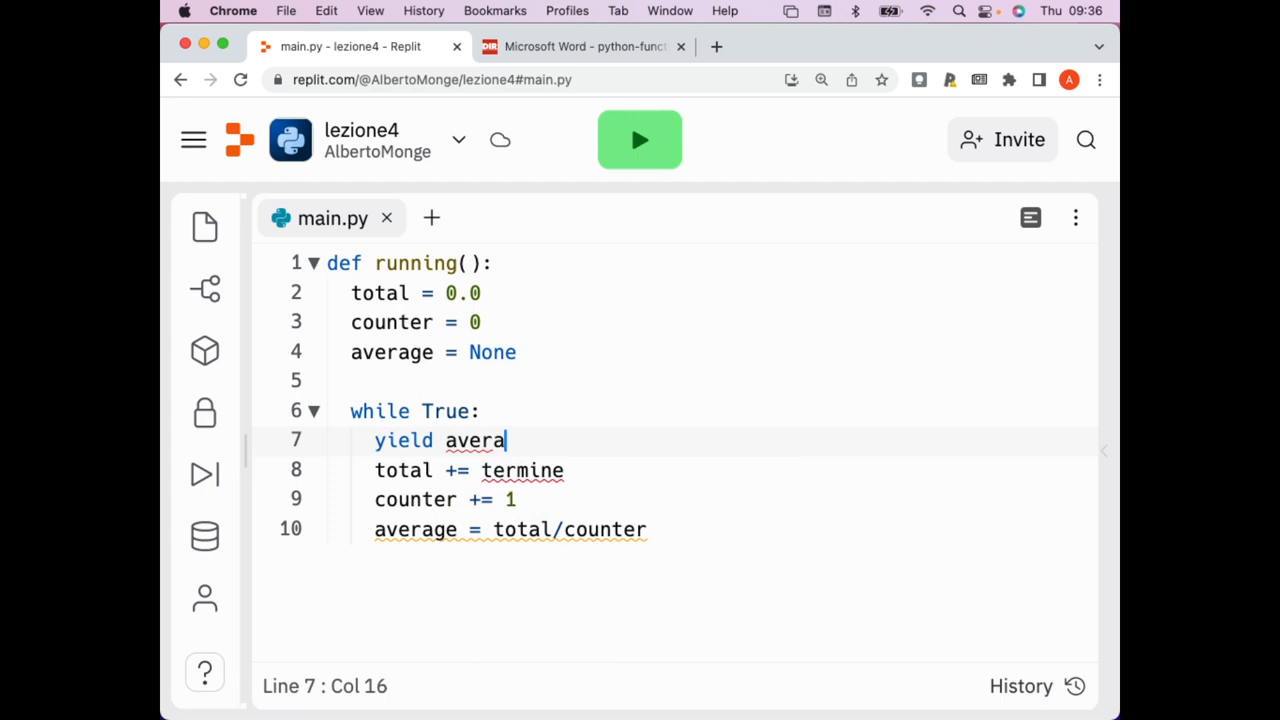 Chrome File Edit View History Bookmarks Profiles Tab Window Help Thu 09:36
main.py - lezione4 - Replit DIR Microsoft Word - python-funct
replit.com/@AlbertoMonge/lezione4#main.py A
lezione4
AlbertoMonge
Invite
main.py
1 def running():
2 total = 0.0
3 counter = 0
4 average = None
5
6 while True:
7 yield avera
8 total += termine
9 counter += 1
10 average = total/counter
?
Line 7 : Col 16 History